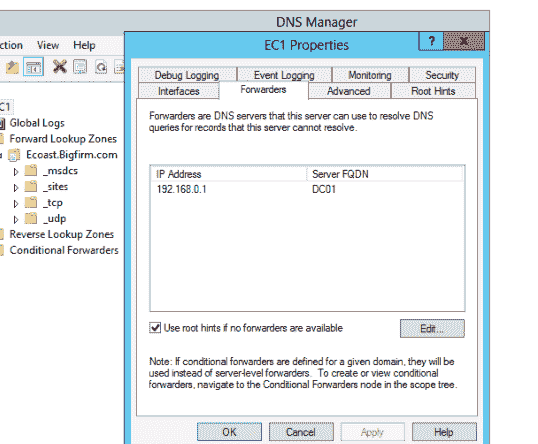 DNS Manager
ction View Help
EC1 Properties
?
C1
Global Logs
Forward Lookup Zones
Ecoast.Bigfirm.com
_msdcs
_sites
_tcp
_udp
Reverse Lookup Zones
Conditional Forwarders
Debug Logging Event Logging Monitoring Security
Interfaces Forwarders Advanced Root Hints
Forwarders are DNS servers that this server can use to resolve DNS
queries for records that this server cannot resolve.
IP Address Server FQDN
192.168.0.1 DC01
Use root hints if no forwarders are available Edit...
Note: If conditional forwarders are defined for a given domain, they will be
used instead of server-level forwarders. To create or view conditional
forwarders, navigate to the Conditional Forwarders node in the scope tree.
OK Cancel Apply Help